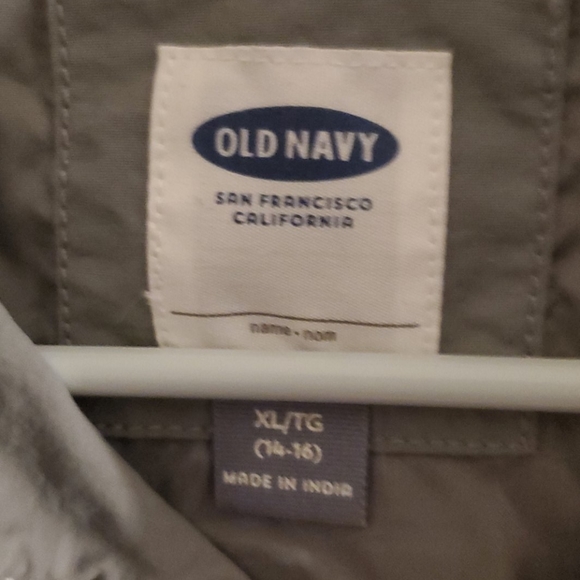 OLD NAVY
SAN FRANCISCO
CALIFORNIA
name • nom
XL/TG
(14-16)
MADE IN INDIA